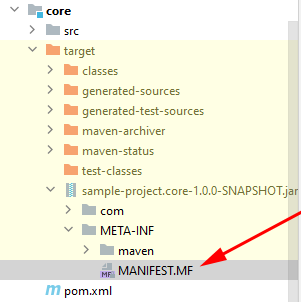 core
src
target
classes
generated-sources
generated-test-sources
maven-archiver
maven-status
test-classes
sample-project.core-1.0.0-SNAPSHOT.jar
com
META-INF
maven
MF MANIFEST.MF
m pom.xml